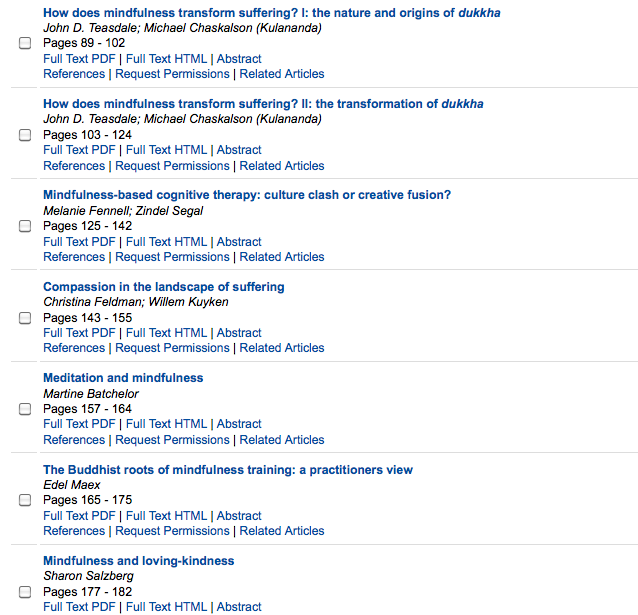 How does mindfulness transform suffering? I: the nature and origins of dukkha
John D. Teasdale; Michael Chaskalson (Kulananda)
Pages 89 - 102
Full Text PDF | Full Text HTML | Abstract
References | Request Permissions | Related Articles
How does mindfulness transform suffering? II: the transformation of dukkha
John D. Teasdale; Michael Chaskalson (Kulananda)
Pages 103 - 124
Full Text PDF | Full Text HTML | Abstract
References | Request Permissions | Related Articles
Mindfulness-based cognitive therapy: culture clash or creative fusion?
Melanie Fennell; Zindel Segal
Pages 125 - 142
Full Text PDF | Full Text HTML | Abstract
References | Request Permissions | Related Articles
Compassion in the landscape of suffering
Christina Feldman; Willem Kuyken
Pages 143 - 155
Full Text PDF | Full Text HTML | Abstract
References | Request Permissions | Related Articles
Meditation and mindfulness
Martine Batchelor
Pages 157 - 164
Full Text PDF | Full Text HTML | Abstract
References | Request Permissions | Related Articles
The Buddhist roots of mindfulness training: a practitioners view
Edel Maex
Pages 165 - 175
Full Text PDF | Full Text HTML | Abstract
References | Request Permissions | Related Articles
Mindfulness and loving-kindness
Sharon Salzberg
Pages 177 - 182
Full Text PDF | Full Text HTML | Abstract